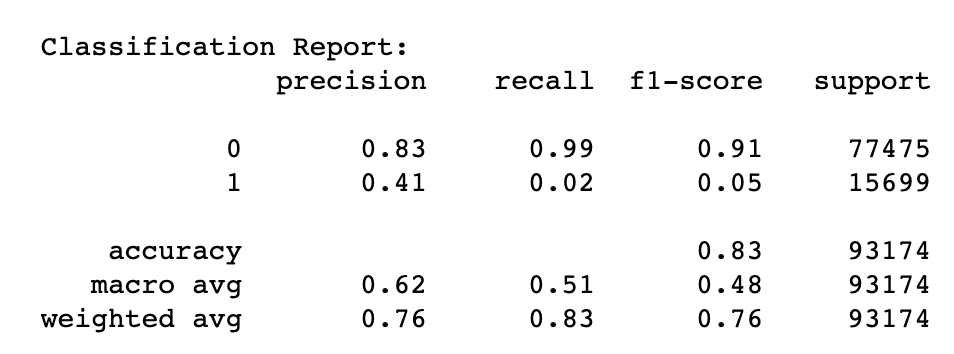 Classification Report:
precision recall f1-score support
0 0.83 0.99 0.91 77475
1 0.41 0.02 0.05 15699
accuracy 0.83 93174
macro avg 0.62 0.51 0.48 93174
weighted avg 0.76 0.83 0.76 93174